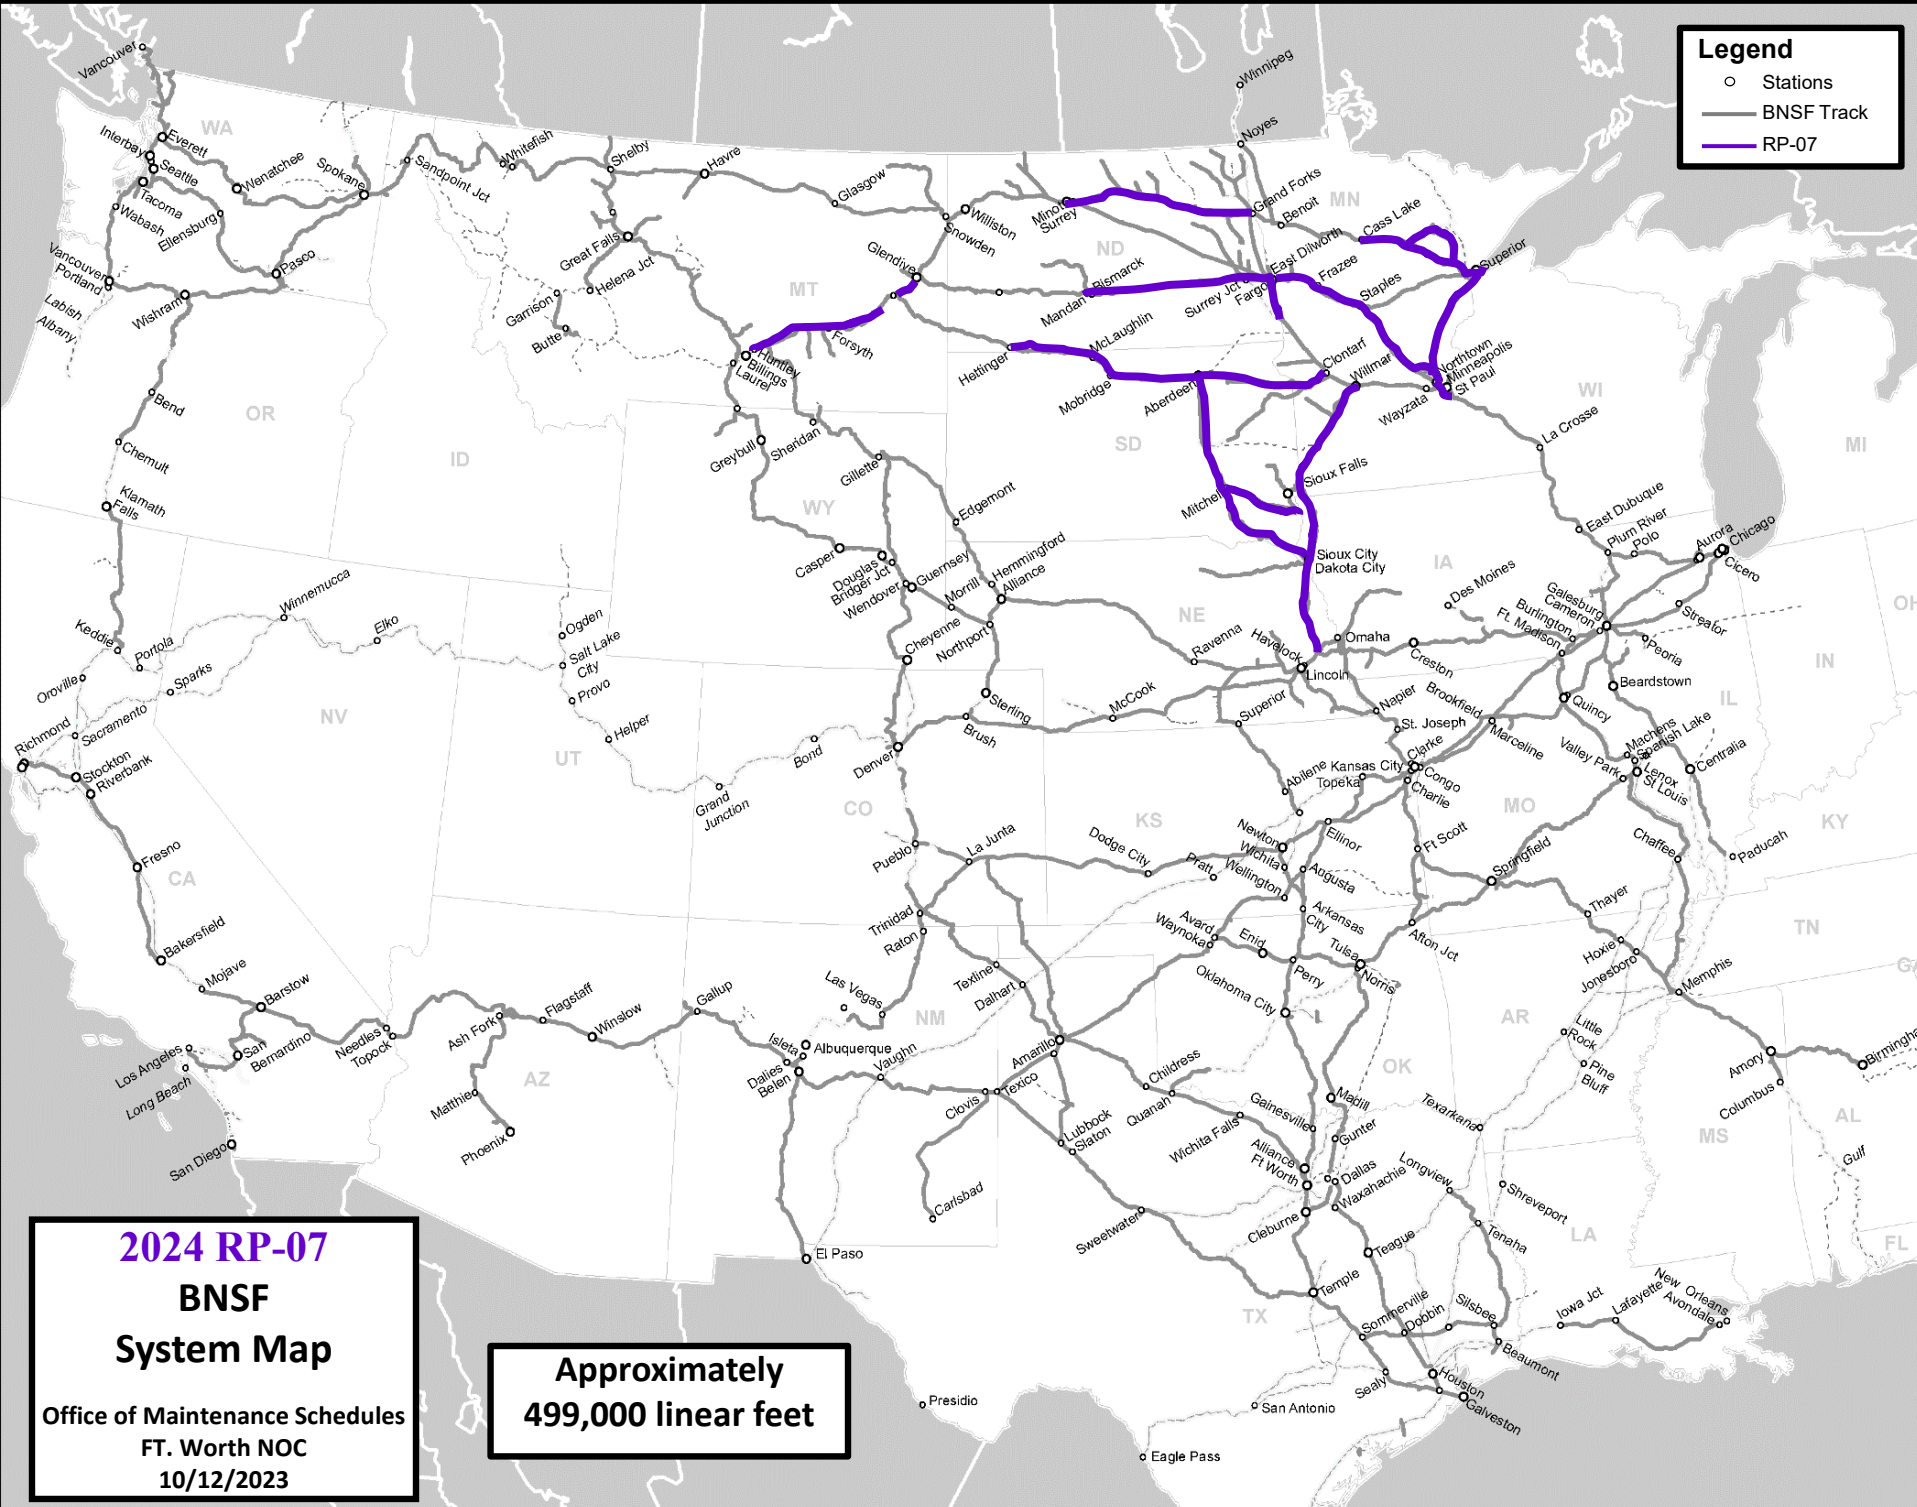 Legend
Stations
BNSF Track
RP-07
Vancouver
Winnipeg
Noyes
WA
Everett
Interbay
Seattle
Tacoma
Wabash
Ellensburg
Wenatchee
Spokane
Sandpoint Jct
Whitefish
Shelby
Havre
Glasgow
Williston
Snowden
Minot
Surrey
Grand Forks
Benoit
MN
Cass Lake
Superior
Vancouver
Portland
Labish
Albany
Pasco
Wishram
Great Falls
Helena Jct
Garrison
Butte
MT
Glendive
ND
Bismarck
Mandan
Surrey Jct
Fargo
East Dilworth
Frazee
Staples
Forsyth
Huntley
Billings
Laurel
Hettinger
McLaughlin
Mobridge
Aberdeen
Clontarf
Willmar
Wayzata
Northtown
Minneapolis
St Paul
WI
La Crosse
MI
OR
ID
Bend
Chemult
Klamath
Falls
Greybull
Sheridan
Gillette
WY
SD
Edgemont
Mitchell
Sioux Falls
East Dubuque
Plum River
Polo
Aurora
Chicago
Cicero
Casper
Douglas
Bridger Jct
Wendover
Guernsey
Morrill
Hemmingford
Alliance
Northport
Cheyenne
Sioux City
Dakota City
IA
Des Moines
NE
Galesburg
Cameron
Burlington
Ft. Madison
Streator
Peoria
OH
IN
IL
Winnemucca
Elko
Ogden
Salt Lake
City
Provo
Helper
Keddie
Portola
Sparks
Oroville
Sacramento
Richmond
Stockton
Riverbank
NV
UT
Bond
Grand
Junction
Denver
Sterling
Brush
McCook
Ravenna
Havelock
Lincoln
Omaha
Creston
Superior
Napier
St. Joseph
Brookfield
Marceline
Quincy
Beardstown
Machens
Spanish Lake
Valley Park
Lenox
St Louis
Centralia
Clarke
Kansas City
Congo
Charlie
Abilene
Topeka
CO
KS
MO
KY
Fresno
CA
Bakersfield
Mojave
Barstow
Pueblo
La Junta
Dodge City
Pratt
Newton
Wichita
Wellington
Ellinor
Augusta
Arkansas
City
Ft Scott
Springfield
Chaffee
Paducah
Thayer
Trinidad
Raton
Avard
Waynoka
Enid
Perry
Tulsa
Norris
Afton Jct
Hoxie
Jonesboro
Memphis
TN
GA
Las Vegas
Texline
Dalhart
NM
Oklahoma City
AR
OK
Little
Rock
Pine
Bluff
Amory
Columbus
AL
MS
Gulf
Los Angeles
Long Beach
San
Bernardino
San Diego
Needles
Topock
Ash Fork
Flagstaff
Winslow
Gallup
AZ
Matthie
Phoenix
Isleta
Albuquerque
Dalies
Belen
Vaughn
Amarillo
Clovis
Texico
Childress
Quanah
Lubbock
Slaton
Carlsbad
Sweetwater
Wichita Falls
Gainesville
Madill
Gunter
Alliance
Ft Worth
Dallas
Waxahachie
Cleburne
Longview
Texarkana
Shreveport
Tenaha
Teague
LA
FL
El Paso
TX
Temple
Sommerville
Dobbin
Silsbee
Beaumont
Iowa Jct
Lafayette
New Orleans
Avondale
Sealy
Houston
Galveston
San Antonio
Presidio
Eagle Pass
2024 RP-07
BNSF
System Map
Office of Maintenance Schedules
FT. Worth NOC
10/12/2023
Approximately
499,000 linear feet